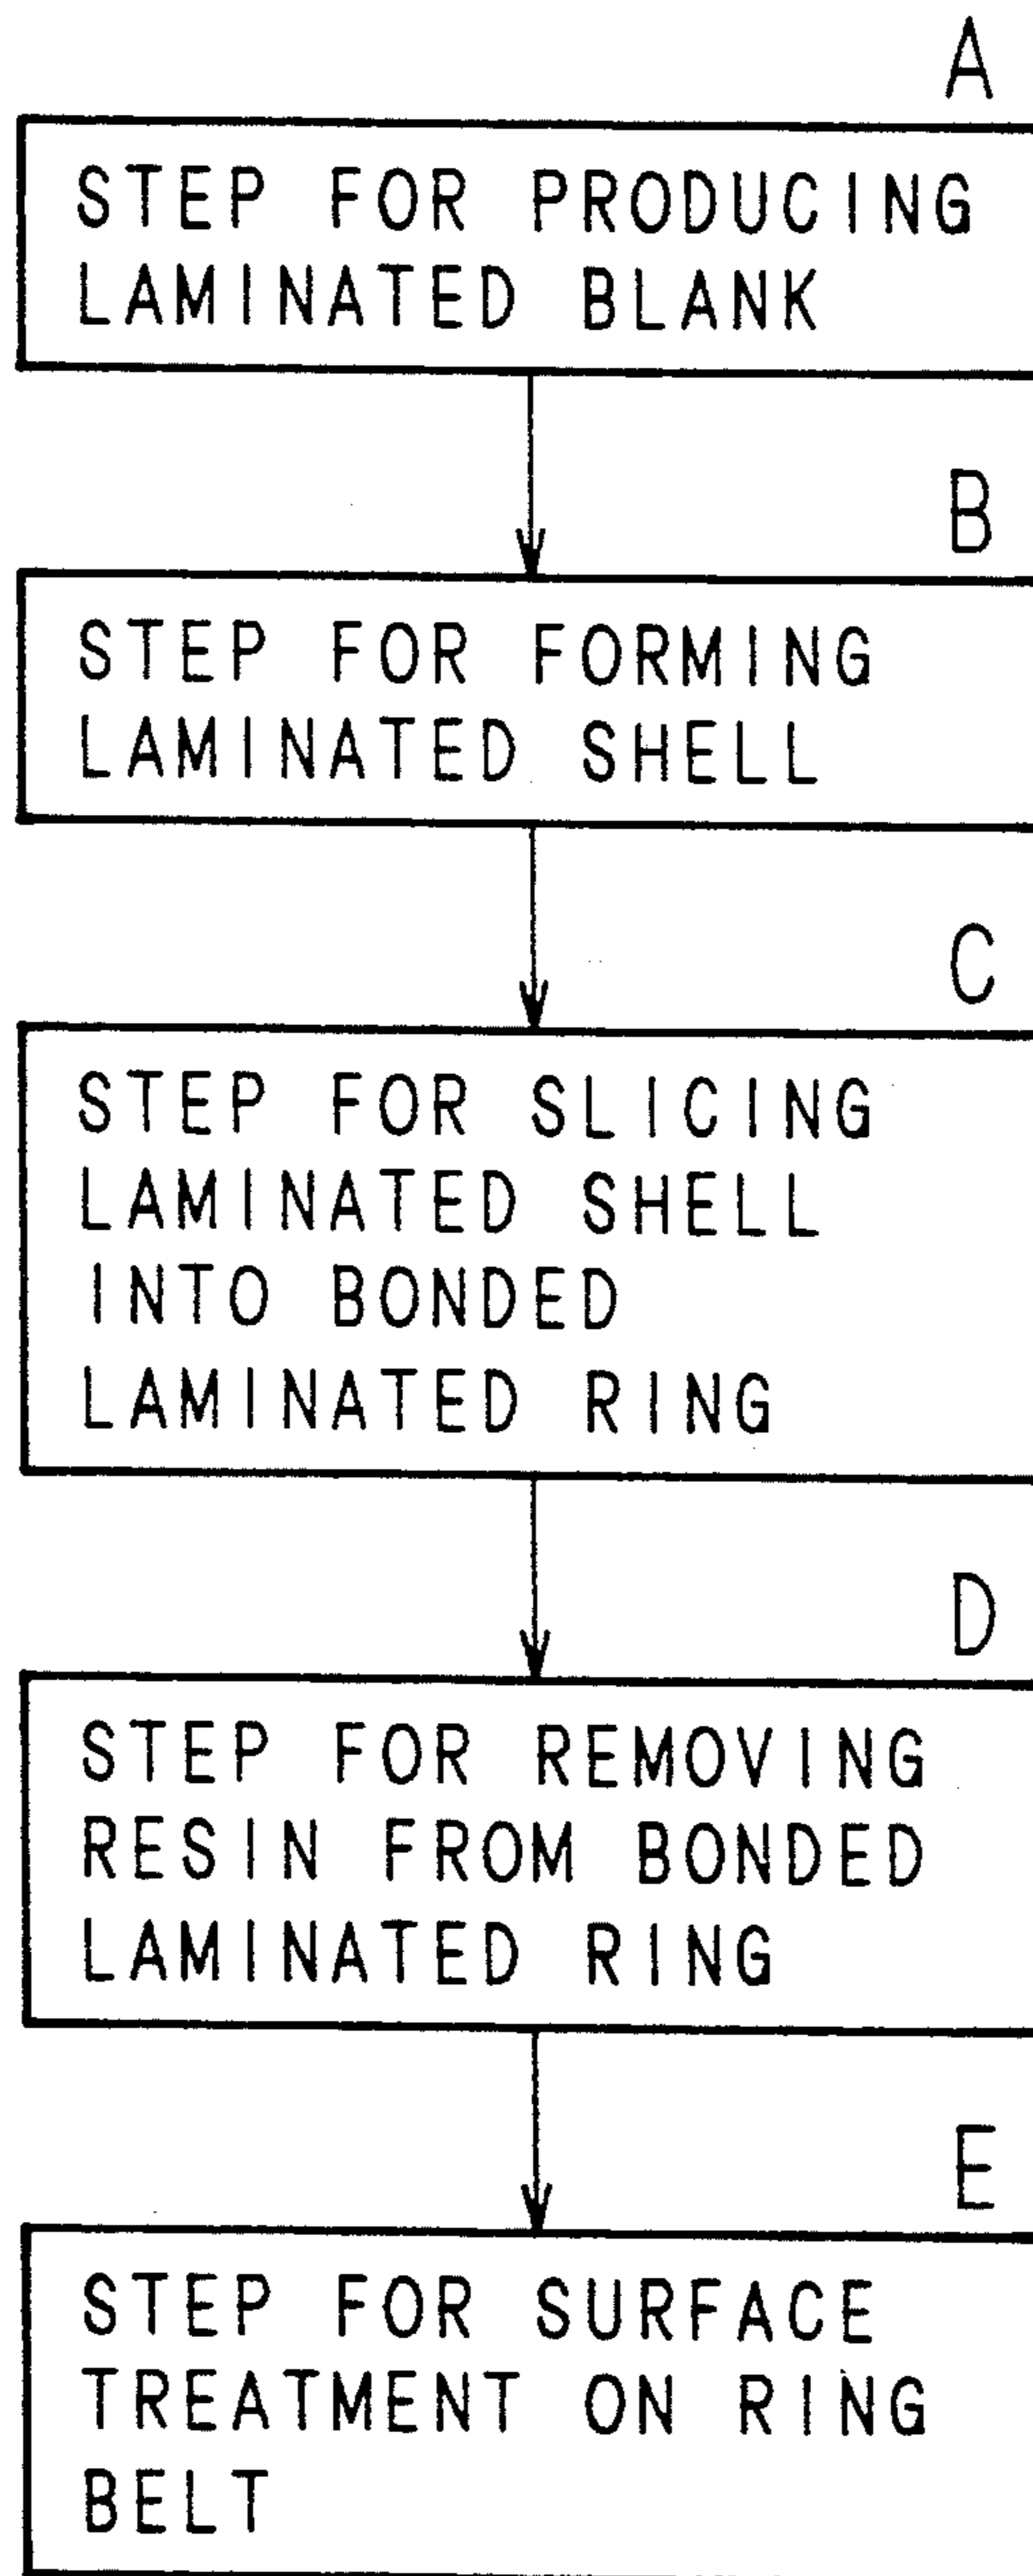 A
STEP FOR PRODUCING
LAMINATED BLANK
B
STEP FOR FORMING
LAMINATED SHELL
C
STEP FOR SLICING
LAMINATED SHELL
INTO BONDED
LAMINATED RING
D
STEP FOR REMOVING
RESIN FROM BONDED
LAMINATED RING
E
STEP FOR SURFACE
TREATMENT ON RING
BELT